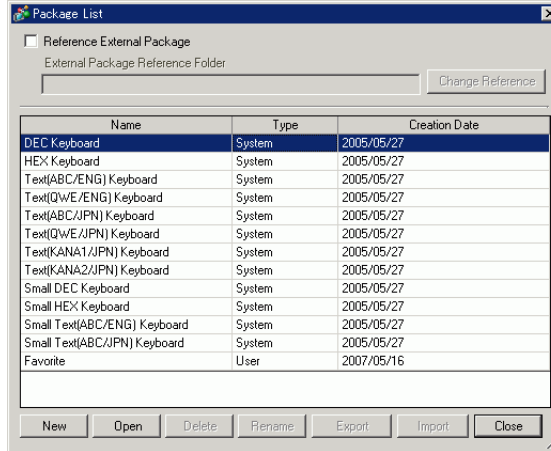 Package List
Reference External Package
External Package Reference Folder
Change Reference
Name Type Creation Date
DEC Keyboard System 2005/05/27
HEX Keyboard System 2005/05/27
Text(ABC/ENG) Keyboard System 2005/05/27
Text(QWE/ENG) Keyboard System 2005/05/27
Text(ABC/JPN) Keyboard System 2005/05/27
Text(QWE/JPN) Keyboard System 2005/05/27
Text(KANA1/JPN) Keyboard System 2005/05/27
Text(KANA2/JPN) Keyboard System 2005/05/27
Small DEC Keyboard System 2005/05/27
Small HEX Keyboard System 2005/05/27
Small Text(ABC/ENG) Keyboard System 2005/05/27
Small Text(ABC/JPN) Keyboard System 2005/05/27
Favorite User 2007/05/16
New Open Delete Rename Export Import Close